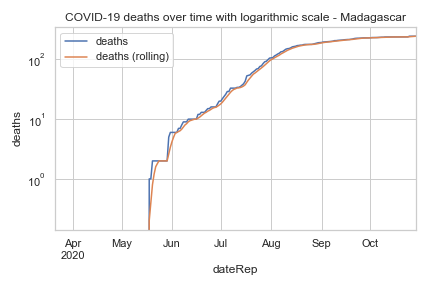 COVID-19 deaths over time with logarithmic scale - Madagascar
deaths
deaths (rolling)
10²
10¹
10⁰
deaths
Apr May Jun Jul Aug Sep Oct
2020
dateRep